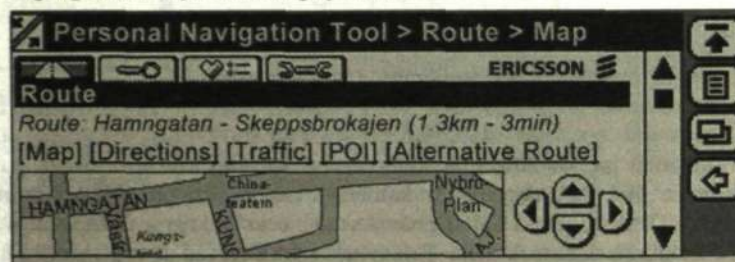 Personal Navigation Tool > Route > Map
ERICSSON
Route
Route: Hamngatan - Skeppsbrokajen (1.3km - 3min)
[Map] [Directions] [Traffic] [POI] [Alternative Route]
China-
teatern
Nybro
Plan
HAMNGATAN
Kungs-